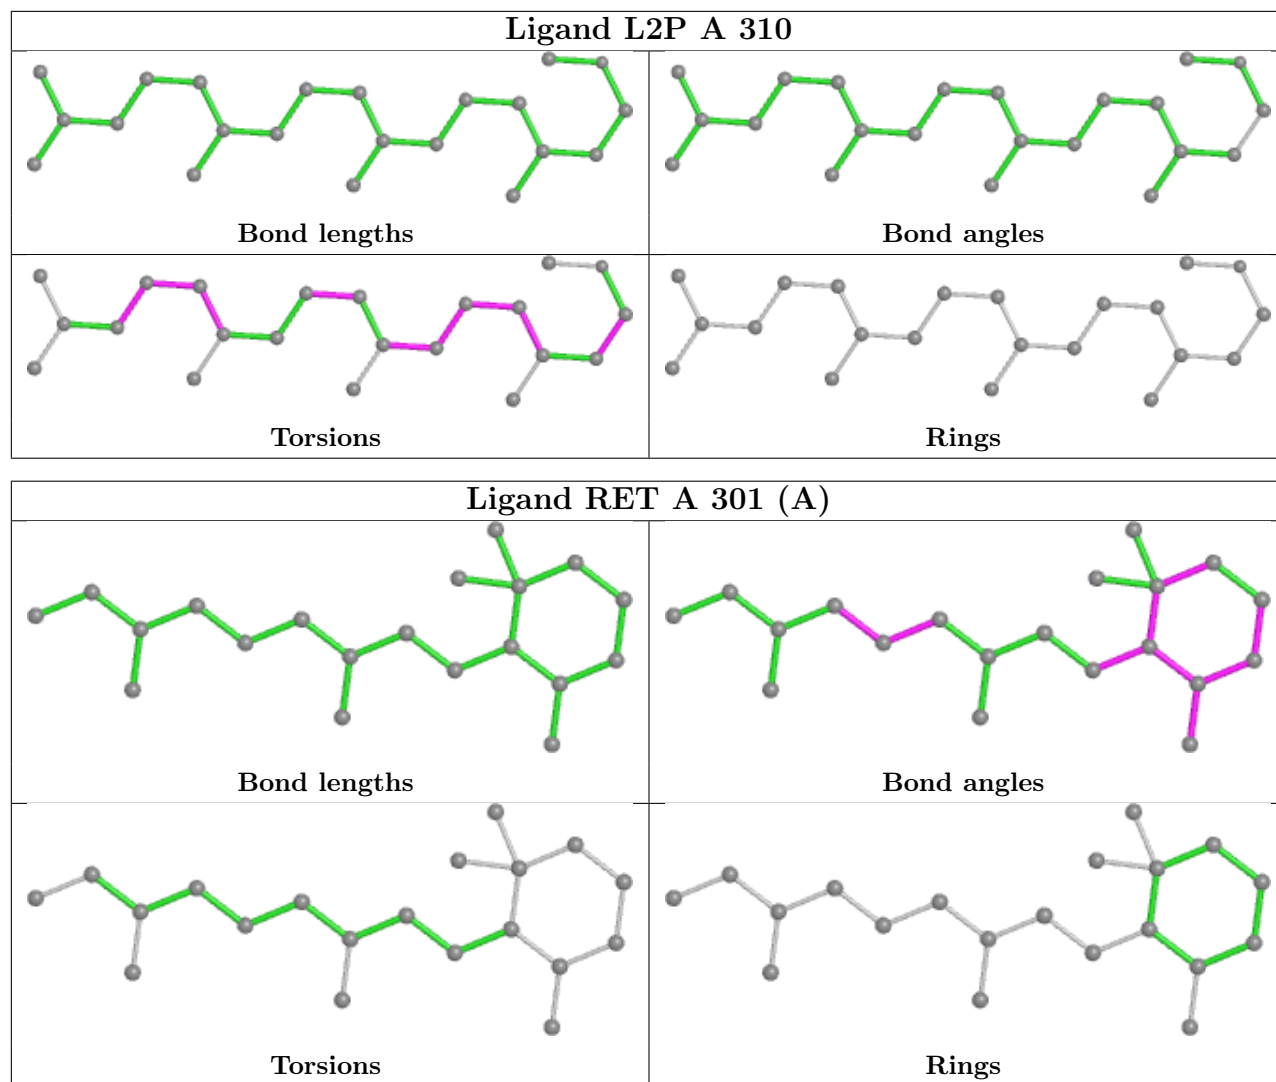 Ligand L2P A 310
Bond lengths
Bond angles
Torsions
Rings
Ligand RET A 301 (A)
Bond lengths
Bond angles
Torsions
Rings